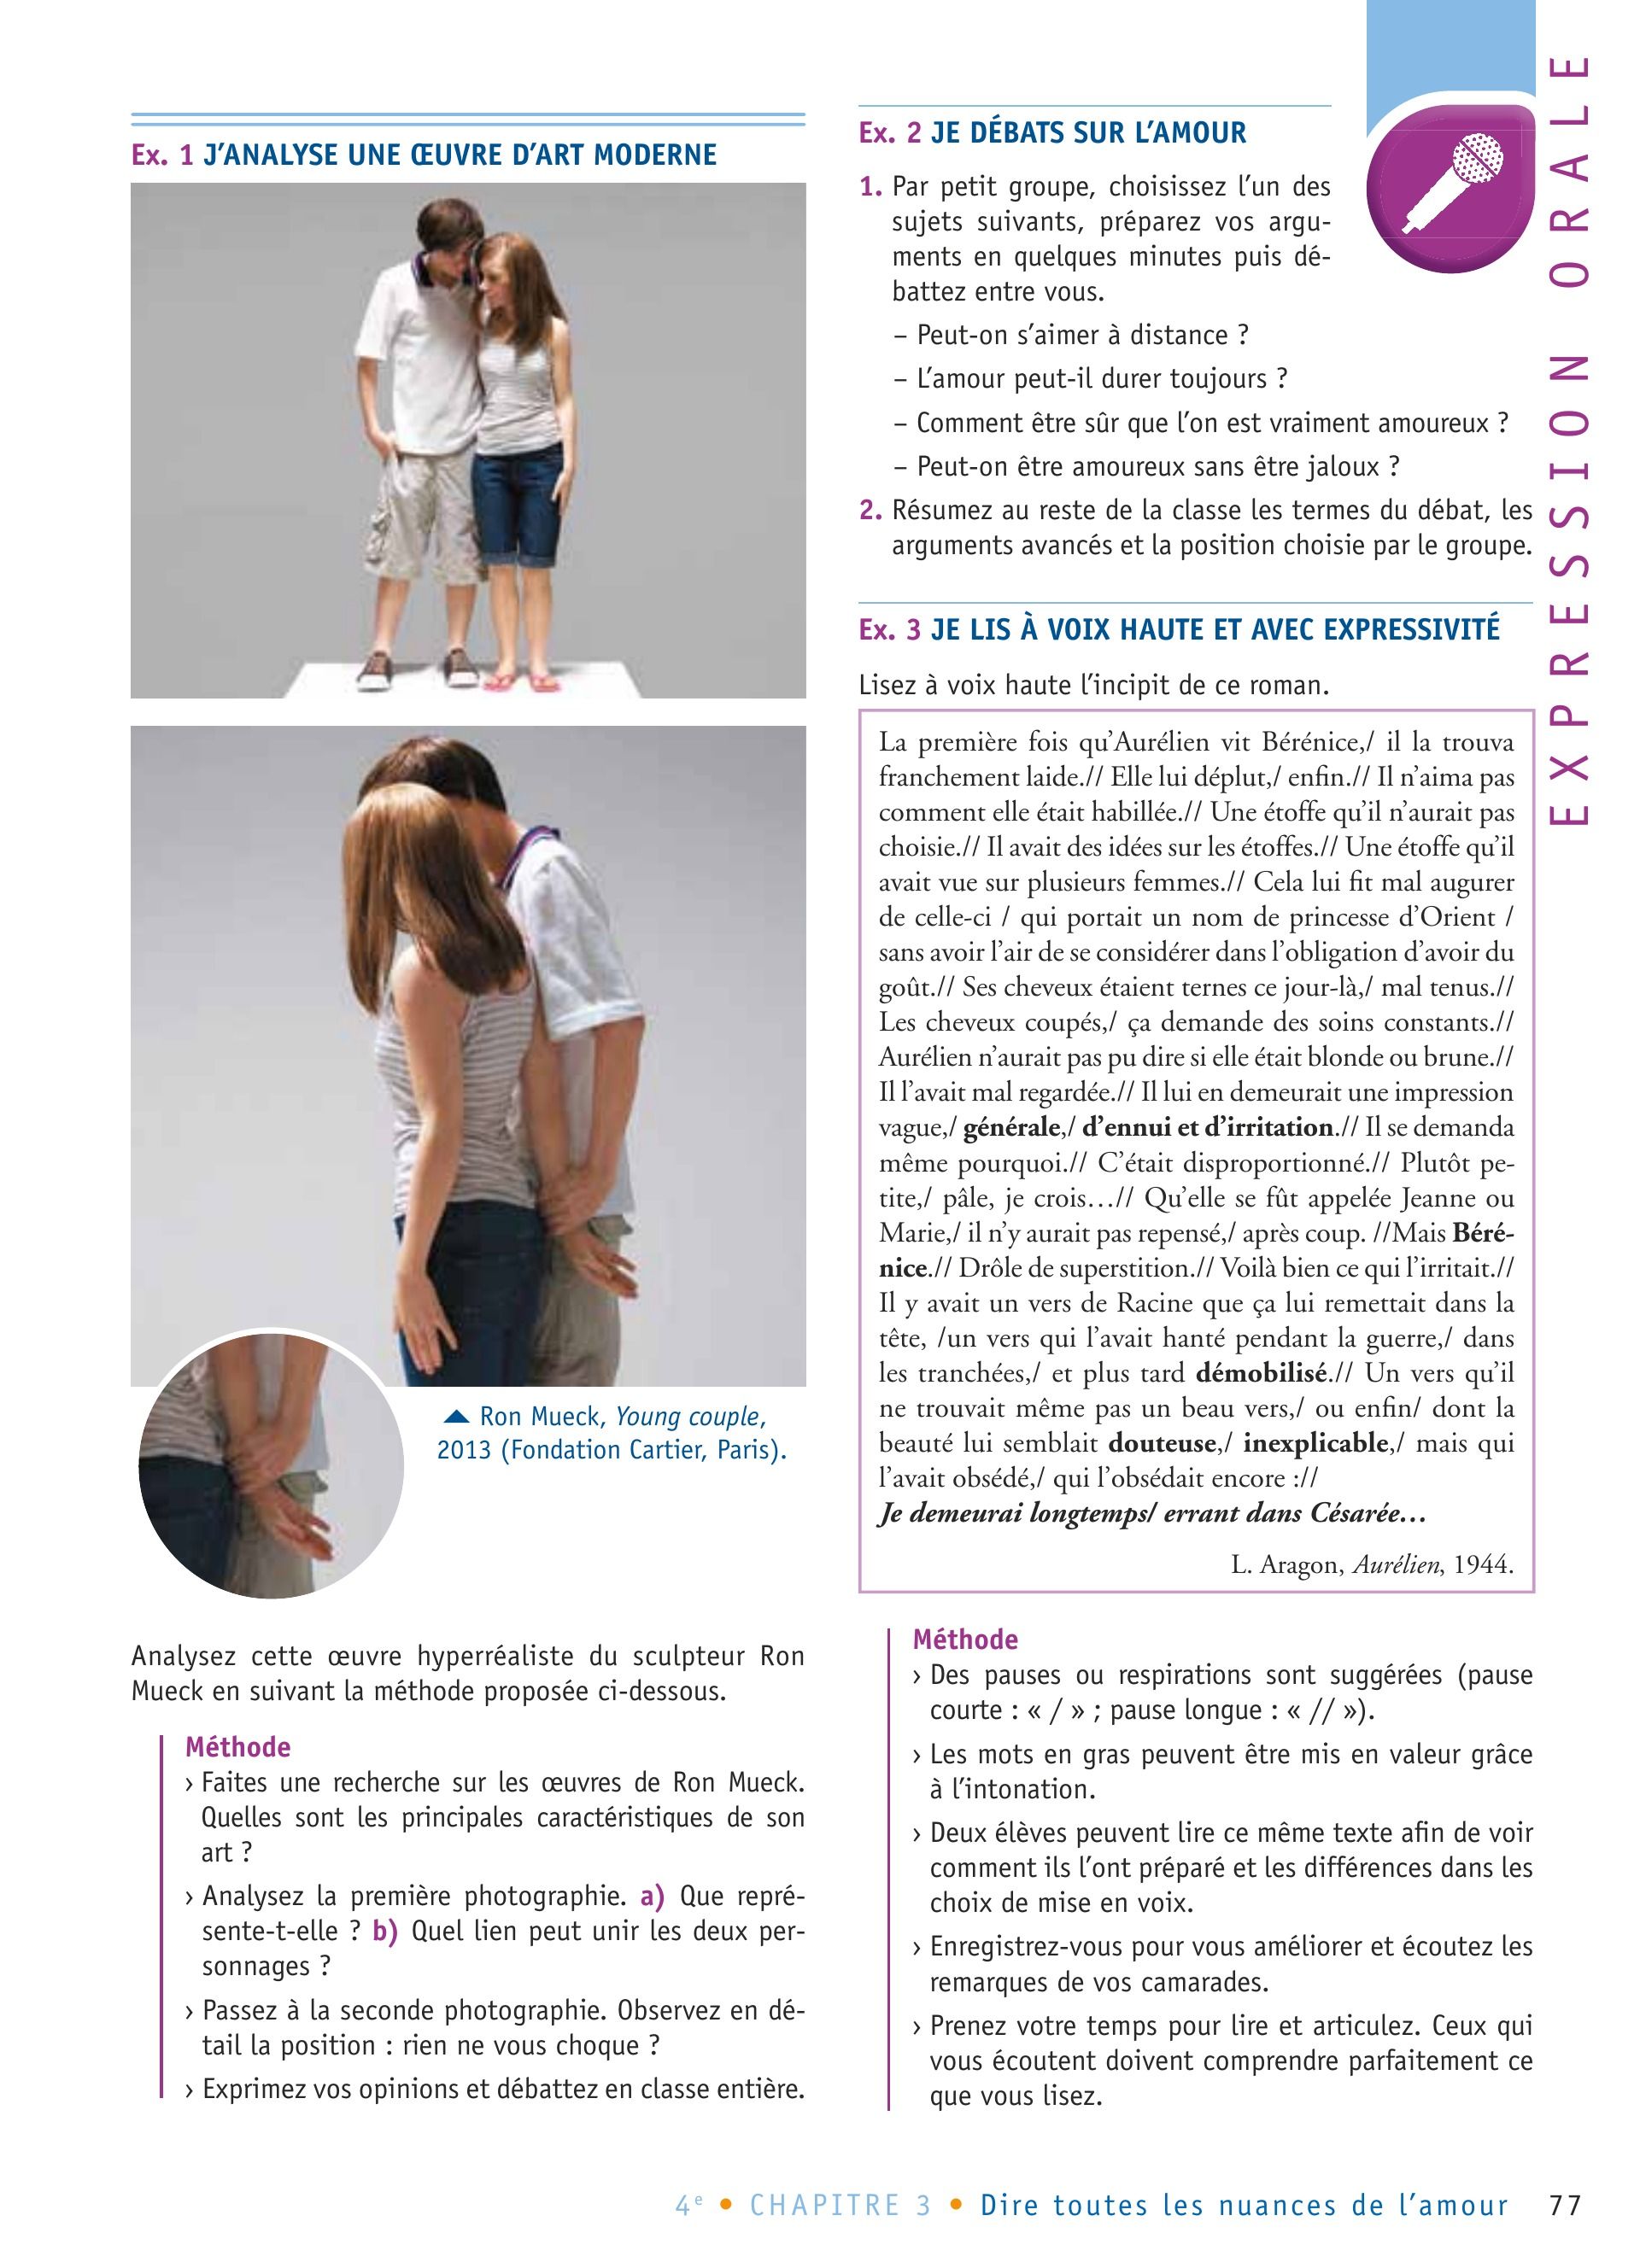 Ex. 1 J’ANALYSE UNE ŒUVRE D’ART MODERNE
▲ Ron Mueck, Young couple,
2013 (Fondation Cartier, Paris).
Analysez cette œuvre hyperréaliste du sculpteur Ron
Mueck en suivant la méthode proposée ci-dessous.
Méthode
› Faites une recherche sur les œuvres de Ron Mueck.
Quelles sont les principales caractéristiques de son
art ?
› Analysez la première photographie. a) Que repré-
sente-t-elle ? b) Quel lien peut unir les deux per-
sonnages ?
› Passez à la seconde photographie. Observez en dé-
tail la position : rien ne vous choque ?
› Exprimez vos opinions et débattez en classe entière.
Ex. 2 JE DÉBATS SUR L’AMOUR
1. Par petit groupe, choisissez l’un des
sujets suivants, préparez vos argu-
ments en quelques minutes puis dé-
battez entre vous.
– Peut-on s’aimer à distance ?
– L’amour peut-il durer toujours ?
– Comment être sûr que l’on est vraiment amoureux ?
– Peut-on être amoureux sans être jaloux ?
2. Résumez au reste de la classe les termes du débat, les
arguments avancés et la position choisie par le groupe.
Ex. 3 JE LIS À VOIX HAUTE ET AVEC EXPRESSIVITÉ
Lisez à voix haute l’incipit de ce roman.
La première fois qu’Aurélien vit Bérénice,/ il la trouva
franchement laide.// Elle lui déplut,/ enfin.// Il n’aima pas
comment elle était habillée.// Une étoffe qu’il n’aurait pas
choisie.// Il avait des idées sur les étoffes.// Une étoffe qu’il
avait vue sur plusieurs femmes.// Cela lui fit mal augurer
de celle-ci / qui portait un nom de princesse d’Orient /
sans avoir l’air de se considérer dans l’obligation d’avoir du
goût.// Ses cheveux étaient ternes ce jour-là,/ mal tenus.//
Les cheveux coupés,/ ça demande des soins constants.//
Aurélien n’aurait pas pu dire si elle était blonde ou brune.//
Il l’avait mal regardée.// Il lui en demeurait une impression
vague,/ générale,/ d’ennui et d’irritation.// Il se demanda
même pourquoi.// C’était disproportionné.// Plutôt pe-
tite,/ pâle, je crois…// Qu’elle se fût appelée Jeanne ou
Marie,/ il n’y aurait pas repensé,/ après coup. //Mais Béré-
nice.// Drôle de superstition.// Voilà bien ce qui l’irritait.//
Il y avait un vers de Racine que ça lui remettait dans la
tête, /un vers qui l’avait hanté pendant la guerre,/ dans
les tranchées,/ et plus tard démobilisé.// Un vers qu’il
ne trouvait même pas un beau vers,/ ou enfin/ dont la
beauté lui semblait douteuse,/ inexplicable,/ mais qui
l’avait obsédé,/ qui l’obsédait encore ://
Je demeurai longtemps/ errant dans Césarée…
L. Aragon, Aurélien, 1944.
Méthode
› Des pauses ou respirations sont suggérées (pause
courte : « / » ; pause longue : « // »).
› Les mots en gras peuvent être mis en valeur grâce
à l’intonation.
› Deux élèves peuvent lire ce même texte afin de voir
comment ils l’ont préparé et les différences dans les
choix de mise en voix.
› Enregistrez-vous pour vous améliorer et écoutez les
remarques de vos camarades.
› Prenez votre temps pour lire et articulez. Ceux qui
vous écoutent doivent comprendre parfaitement ce
que vous lisez.
EXPRESSION ORALE
4e • CHAPITRE 3 • Dire toutes les nuances de l’amour 77